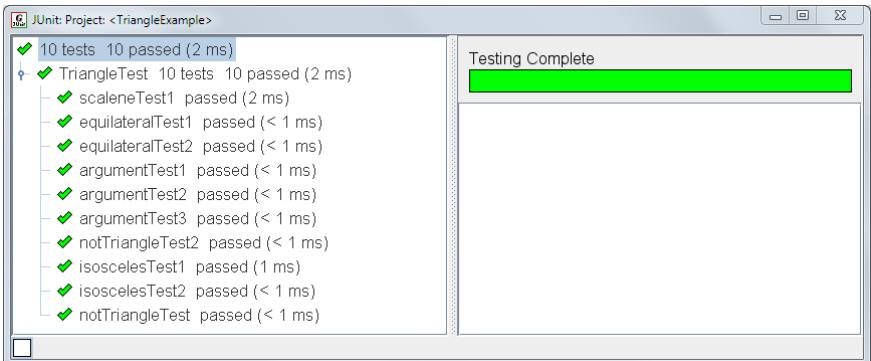 JUnit: Project: <TriangleExample>
10 tests 10 passed (2 ms)
TriangleTest 10 tests 10 passed (2 ms)
scaleneTest1 passed (2 ms)
equilateralTest1 passed (< 1 ms)
equilateralTest2 passed (< 1 ms)
argumentTest1 passed (< 1 ms)
argumentTest2 passed (< 1 ms)
argumentTest3 passed (< 1 ms)
notTriangleTest2 passed (< 1 ms)
isoscelesTest1 passed (1 ms)
isoscelesTest2 passed (< 1 ms)
notTriangleTest passed (< 1 ms)
Testing Complete